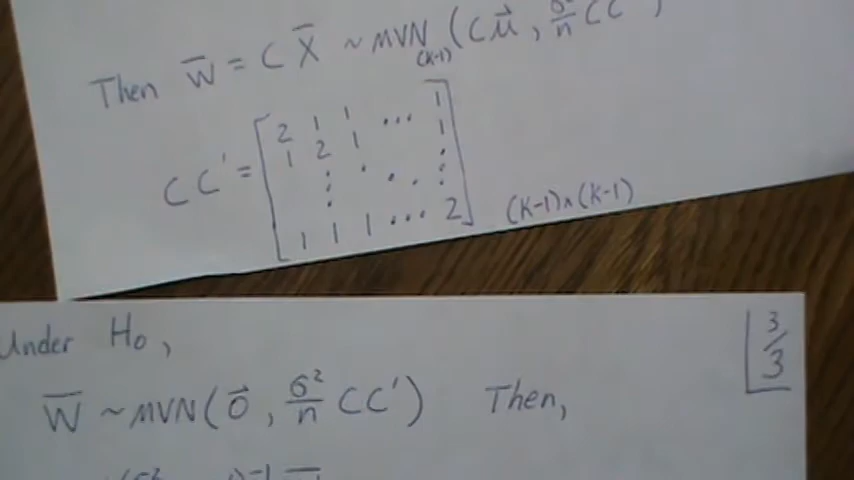 Then W̅ = C X̅ ~ MVN (Cμ⃗, σ²/n CC')
(K-1)
CC' = [2 1 1 ... 1
1 2 1 1
⋮ . . . ⋮
1 1 1 ... 2] (K-1)×(K-1)
Under H₀, 3/3
W̅ ~ MVN(0⃗, σ²/n CC') Then,